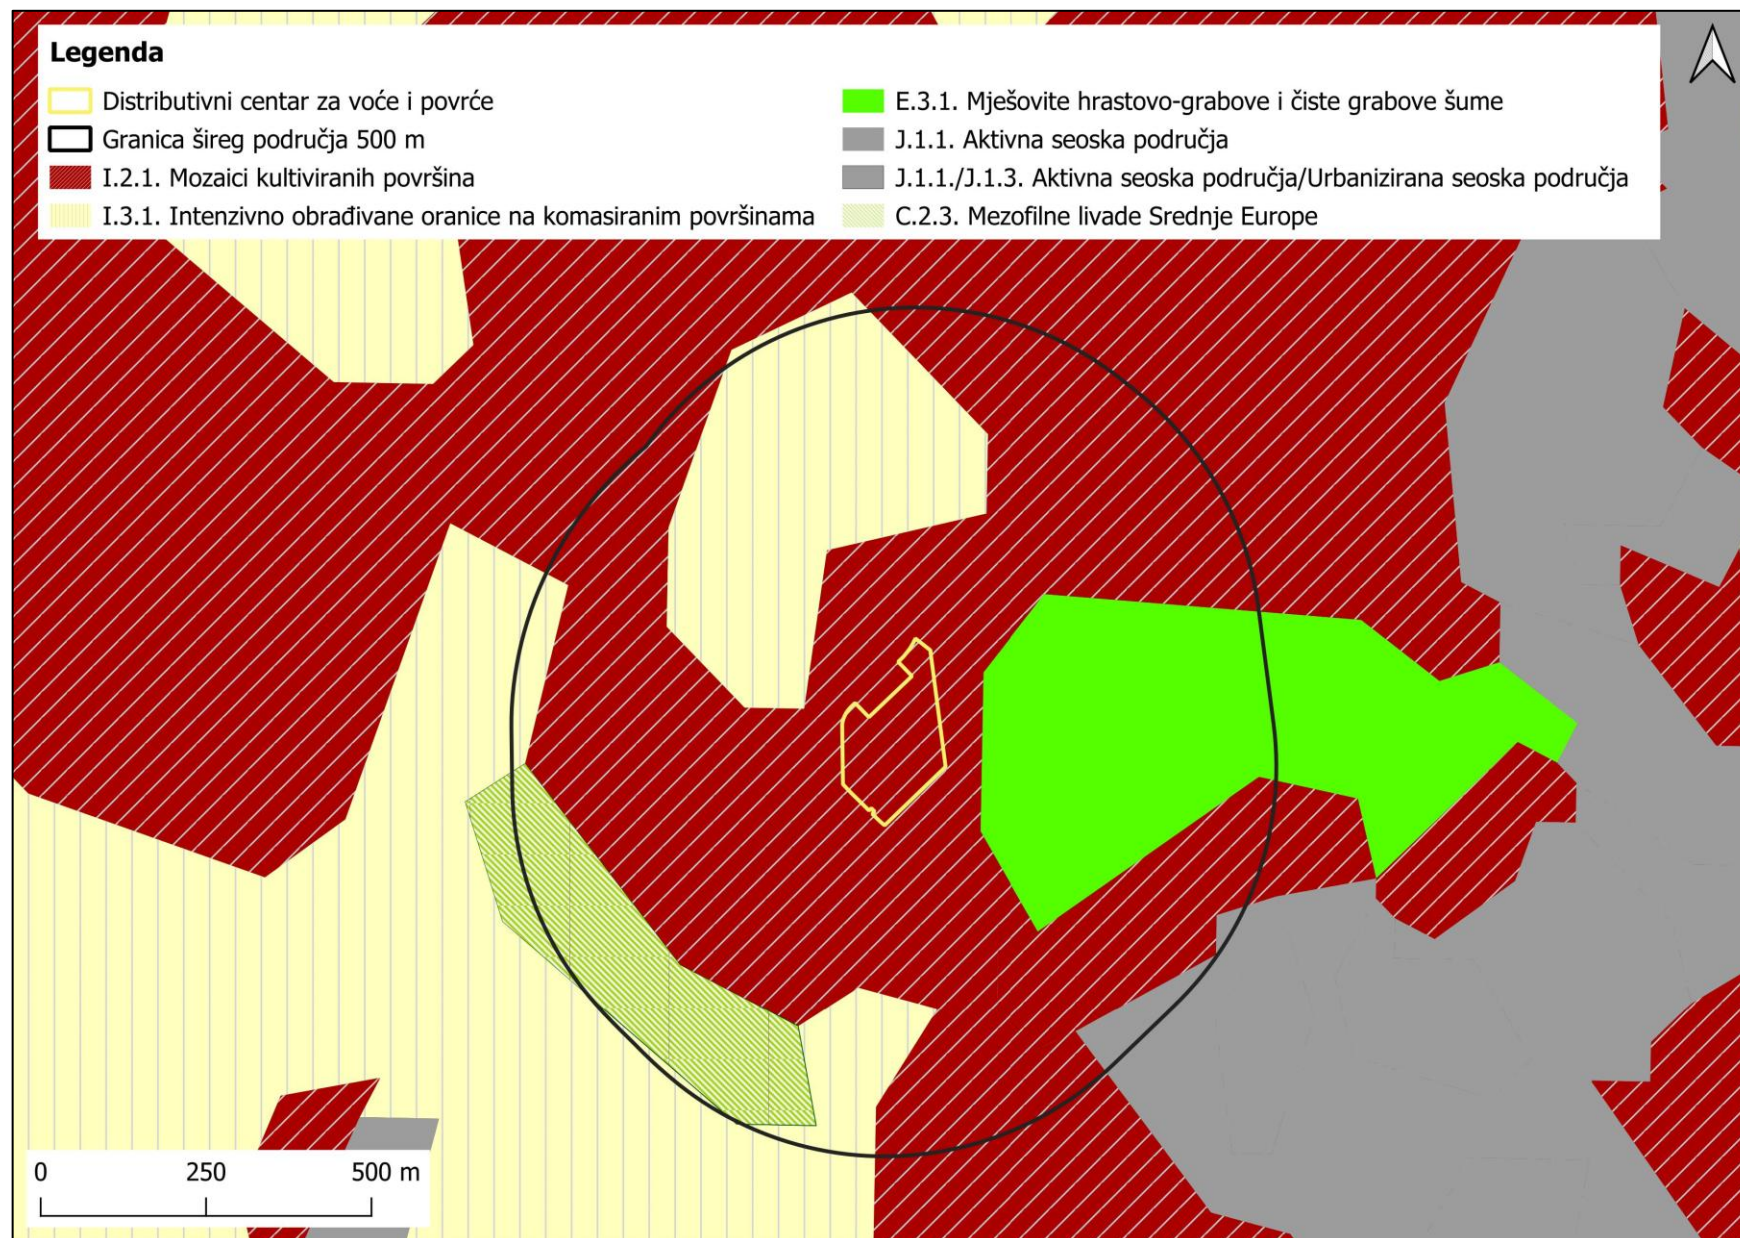 Legenda
Distributivni centar za voće i povrće
Granica šireg područja 500 m
I.2.1. Mozaici kultiviranih površina
I.3.1. Intenzivno obrađivane oranice na komasiranim površinama
E.3.1. Mješovite hrastovo-grabove i čiste grabove šume
J.1.1. Aktivna seoska područja
J.1.1./J.1.3. Aktivna seoska područja/Urbanizirana seoska područja
C.2.3. Mezofilne livade Srednje Europe
0 250 500 m